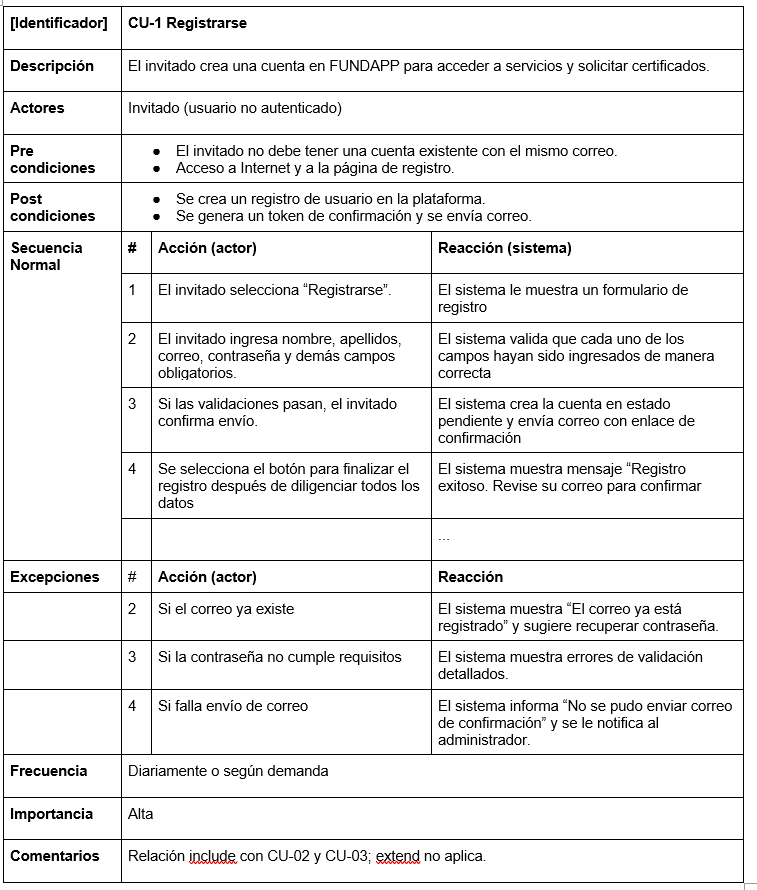 [Identificador] CU-1 Registrarse
Descripción El invitado crea una cuenta en FUNDAPP para acceder a servicios y solicitar certificados.
Actores Invitado (usuario no autenticado)
Pre condiciones
● El invitado no debe tener una cuenta existente con el mismo correo.
● Acceso a Internet y a la página de registro.
Post condiciones
● Se crea un registro de usuario en la plataforma.
● Se genera un token de confirmación y se envía correo.
Secuencia Normal
# Acción (actor) Reacción (sistema)
1 El invitado selecciona “Registrarse”.
El sistema le muestra un formulario de
registro
2 El invitado ingresa nombre, apellidos,
correo, contraseña y demás campos
obligatorios.
El sistema valida que cada uno de los
campos hayan sido ingresados de manera
correcta
3 Si las validaciones pasan, el invitado
confirma envío.
El sistema crea la cuenta en estado
pendiente y envía correo con enlace de
confirmación
4 Se selecciona el botón para finalizar el
registro después de diligenciar todos los
datos
El sistema muestra mensaje “Registro
exitoso. Revise su correo para confirmar
...
Excepciones # Acción (actor) Reacción
2 Si el correo ya existe
El sistema muestra “El correo ya está
registrado” y sugiere recuperar contraseña.
3 Si la contraseña no cumple requisitos
El sistema muestra errores de validación
detallados.
4 Si falla envío de correo
El sistema informa “No se pudo enviar correo
de confirmación” y se le notifica al
administrador.
Frecuencia Diariamente o según demanda
Importancia Alta
Comentarios Relación include con CU-02 y CU-03; extend no aplica.